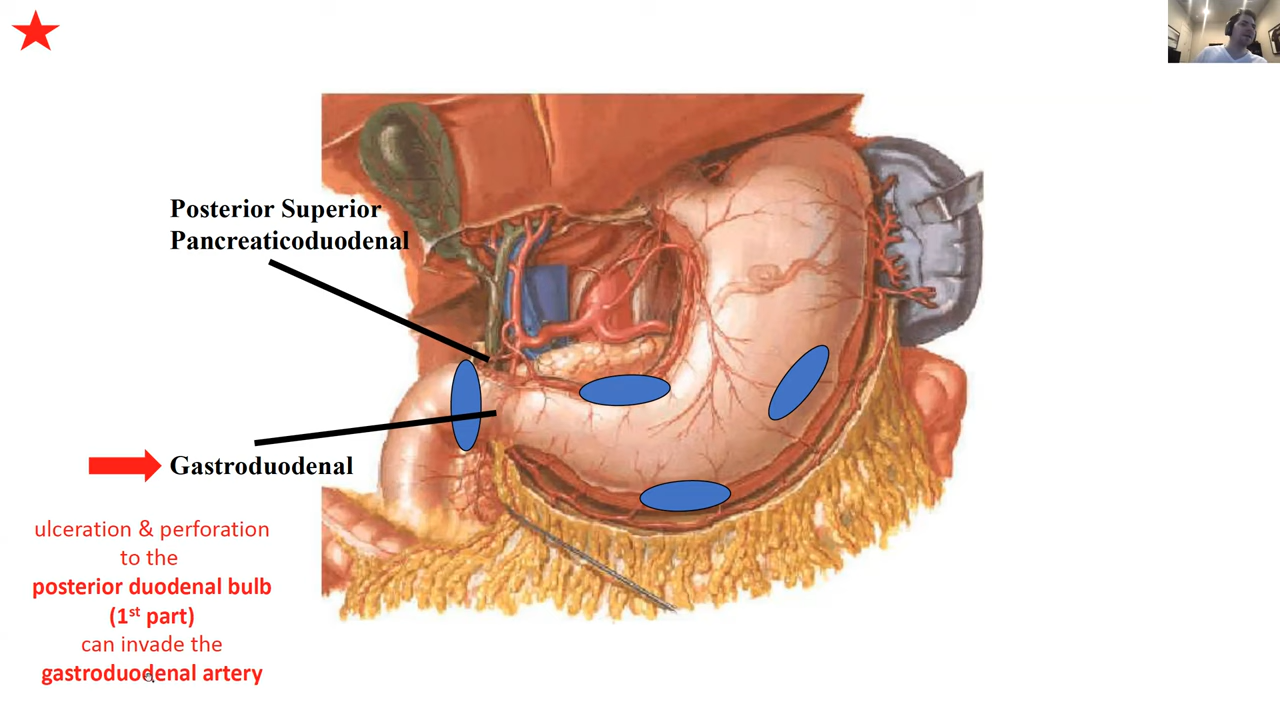 Posterior Superior
Pancreaticoduodenal
Gastroduodenal
ulceration & perforation
to the
posterior duodenal bulb
(1st part)
can invade the
gastroduodenal artery